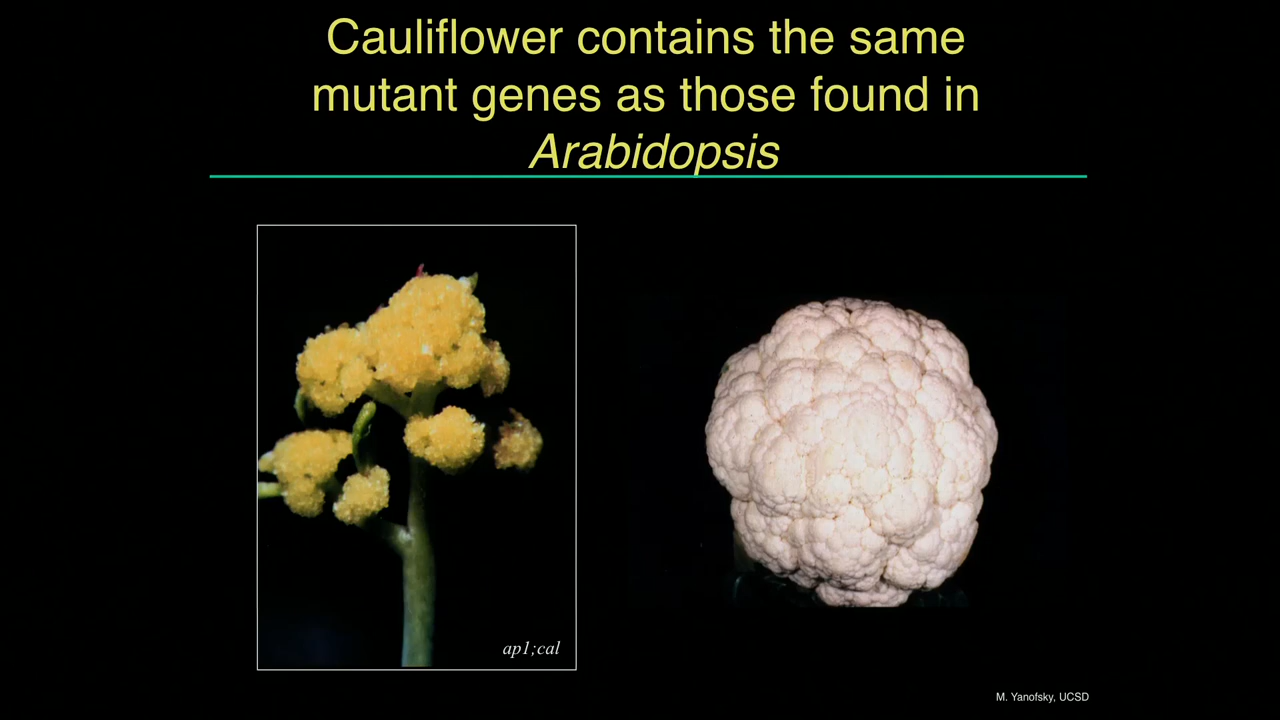 Cauliflower contains the same
mutant genes as those found in
Arabidopsis
ap1;cal
M. Yanofsky, UCSD